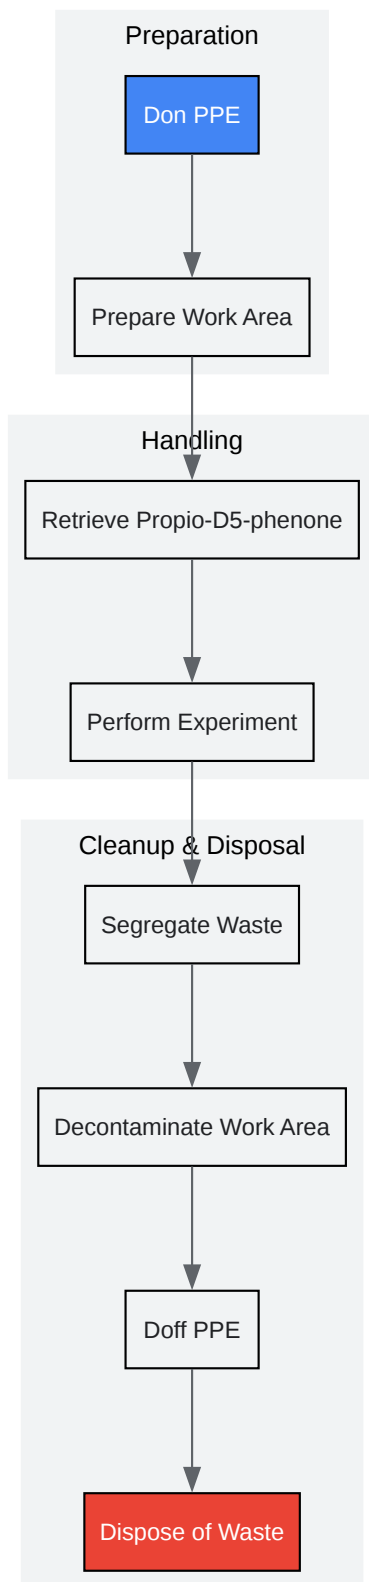 Preparation
Don PPE
Prepare Work Area
Handling
Retrieve Propio-D5-phenone
Perform Experiment
Cleanup & Disposal
Segregate Waste
Decontaminate Work Area
Doff PPE
Dispose of Waste